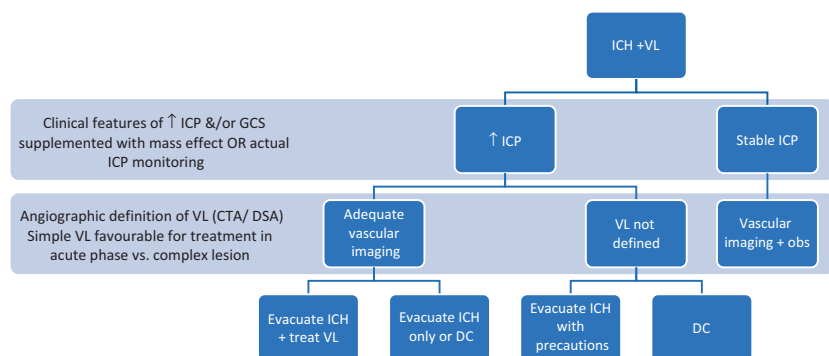 ICH +VL
Clinical features of ↑ ICP &/or GCS
supplemented with mass effect OR actual
ICP monitoring
↑ ICP
Stable ICP
Angiographic definition of VL (CTA/ DSA)
Simple VL favourable for treatment in
acute phase vs. complex lesion
Adequate
vascular
imaging
VL not
defined
Vascular
imaging + obs
Evacuate ICH
+ treat VL
Evacuate ICH
only or DC
Evacuate ICH
with
precautions
DC